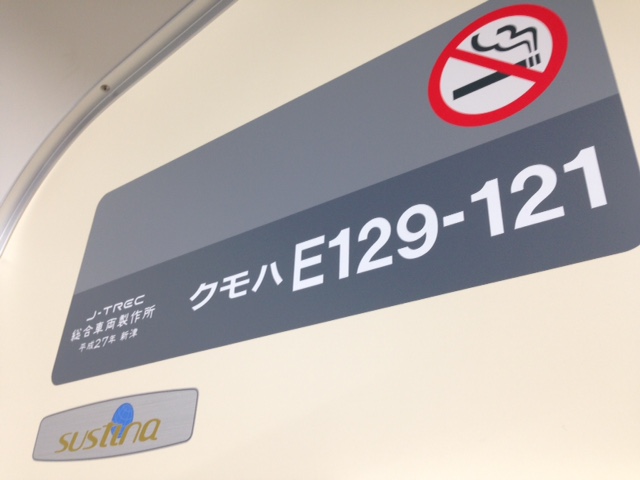 クモハ E129-121
J-TREC
総合車両製作所
平成27年 新津
sustina